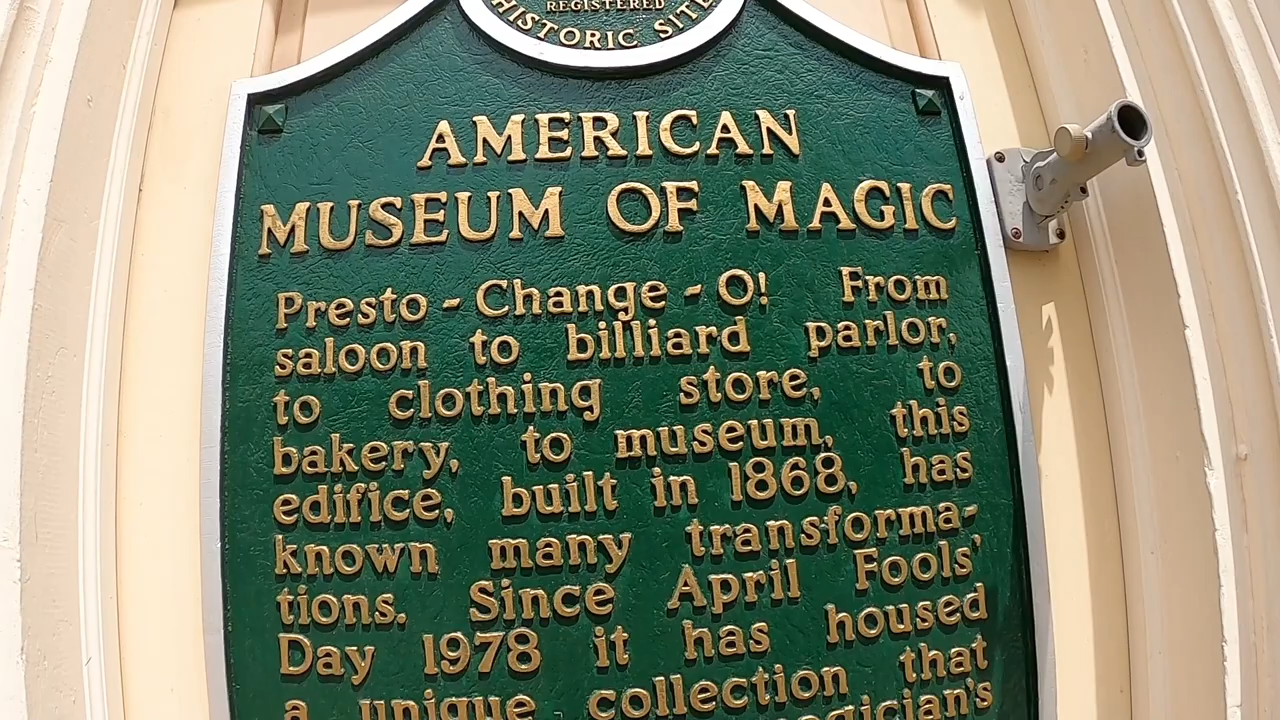 REGISTERED
HISTORIC SITE
AMERICAN
MUSEUM OF MAGIC
Presto - Change - O! From
saloon to billiard parlor,
to clothing store, to
bakery, to museum, this
edifice, built in 1868, has
known many transforma-
tions. Since April Fools'
Day 1978 it has housed
a unique collection that
magician's